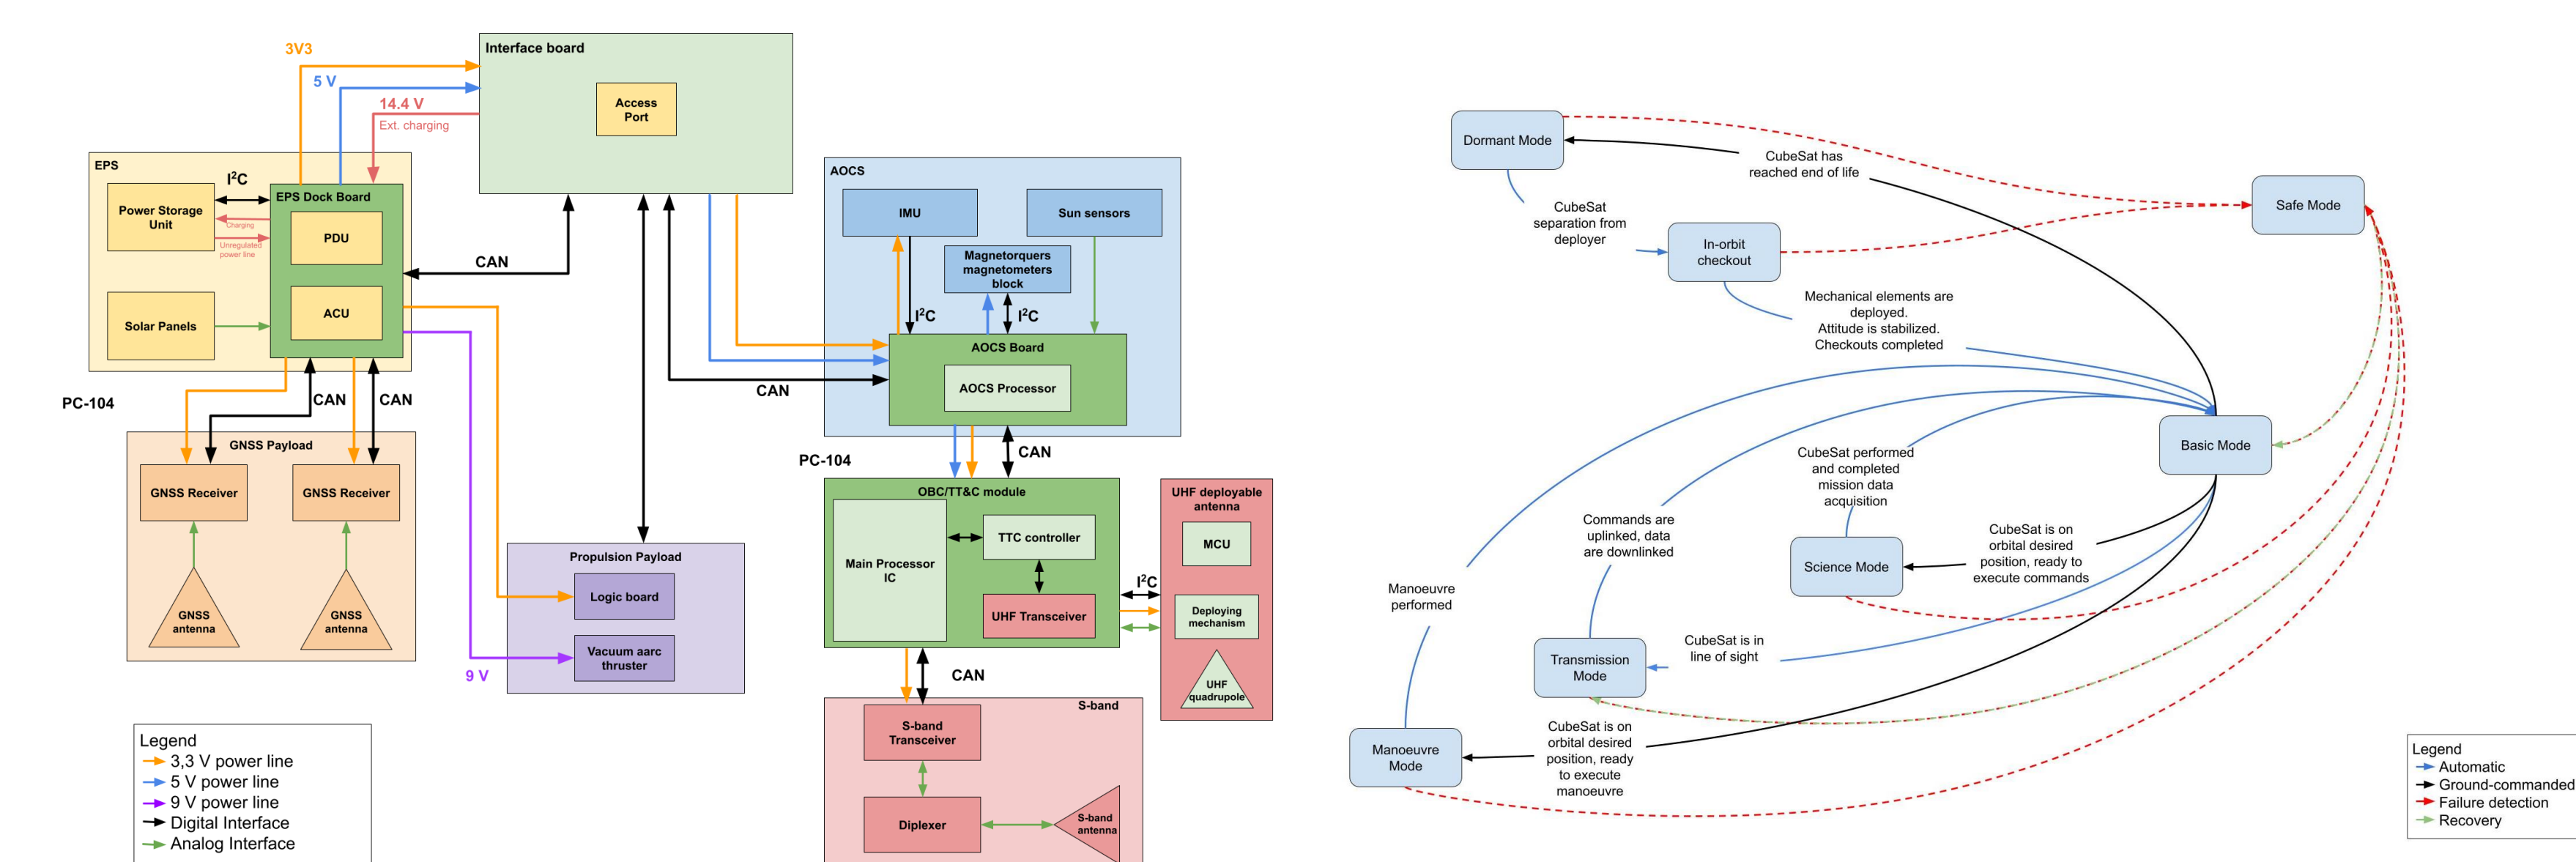 3V3
5 V
14.4 V
Ext. charging
Interface board
Access
Port
EPS
I²C
Power Storage
Unit
Charging
Unregulated
power line
EPS Dock Board
PDU
ACU
Solar Panels
CAN
PC-104
CAN
CAN
GNSS Payload
GNSS Receiver
GNSS Receiver
GNSS
antenna
GNSS
antenna
9 V
Propulsion Payload
Logic board
Vacuum aarc
thruster
AOCS
IMU
Sun sensors
Magnetorquers
magnetometers
block
I²C
I²C
AOCS Board
AOCS Processor
CAN
PC-104
CAN
OBC/TT&C module
Main Processor
IC
TTC controller
UHF Transceiver
I²C
UHF deployable
antenna
MCU
Deploying
mechanism
UHF
quadrupole
CAN
S-band
S-band
Transceiver
Diplexer
S-band
antenna
Legend
3,3 V power line
5 V power line
9 V power line
Digital Interface
Analog Interface
Dormant Mode
CubeSat has
reached end of life
Safe Mode
CubeSat
separation from
deployer
In-orbit
checkout
Mechanical elements are
deployed.
Attitude is stabilized.
Checkouts completed
Basic Mode
CubeSat performed
and completed
mission data
acquisition
Commands are
uplinked, data
are downlinked
CubeSat is on
orbital desired
position, ready to
execute commands
Science Mode
Manoeuvre
performed
CubeSat is in
line of sight
Transmission
Mode
CubeSat is on
orbital desired
position, ready
to execute
manoeuvre
Manoeuvre
Mode
Legend
Automatic
Ground-commanded
Failure detection
Recovery